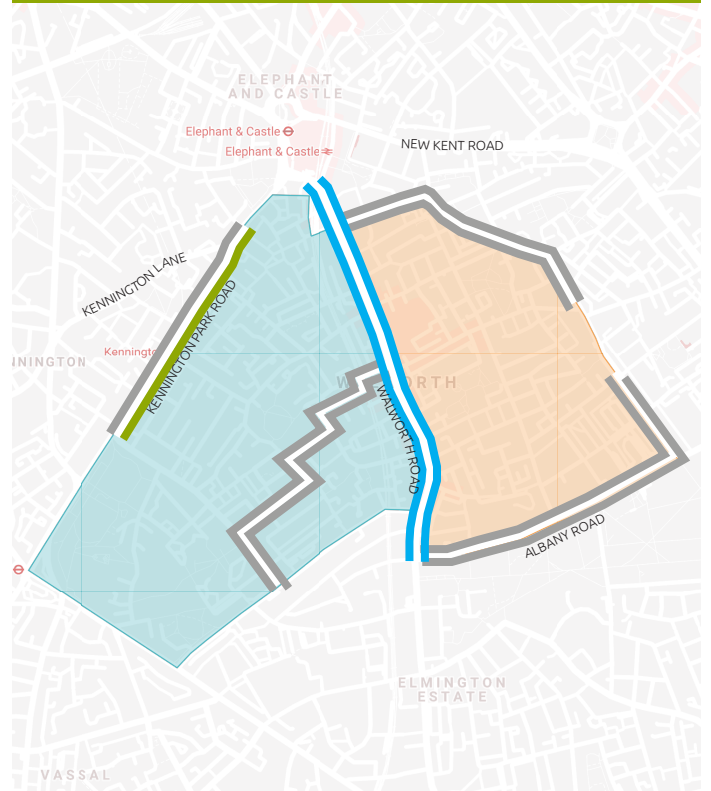 ELEPHANT
AND CASTLE
Elephant & Castle
Elephant & Castle
NEW KENT ROAD
KENNINGTON LANE
KENNINGTON PARK ROAD
NNINGTON
Kenningto
WALWORTH ROAD
ALBANY ROAD
ELMINGTON
ESTATE
VASSAL